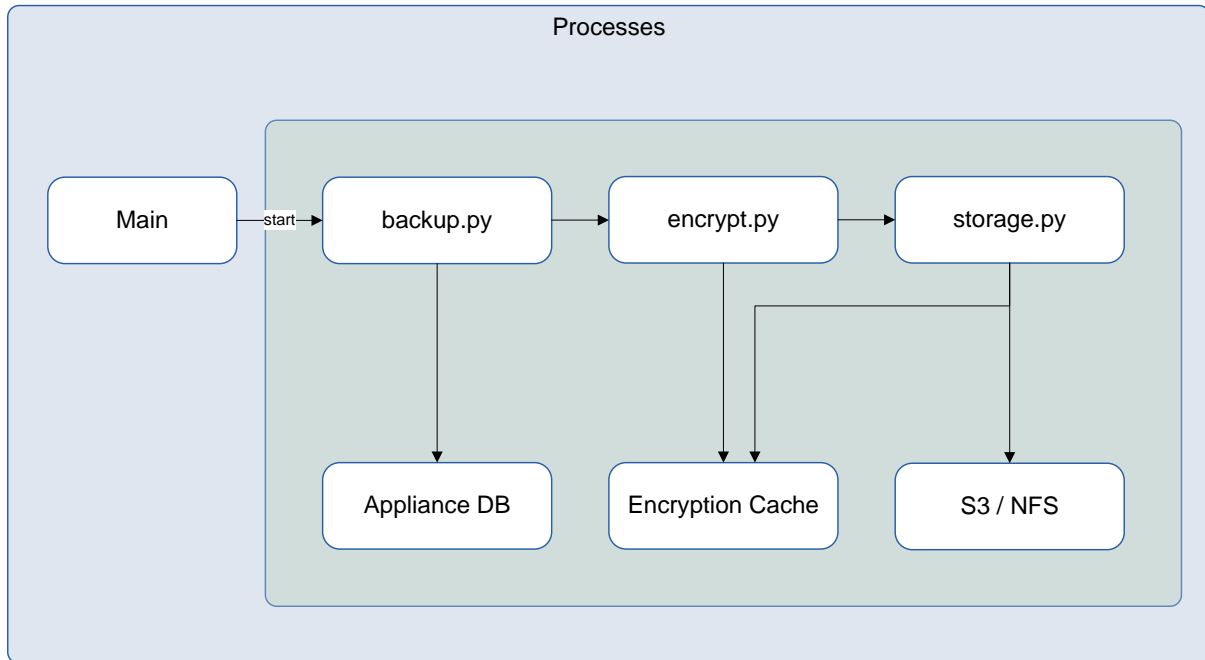 Processes
Main
start
backup.py
encrypt.py
storage.py
Appliance DB
Encryption Cache
S3 / NFS